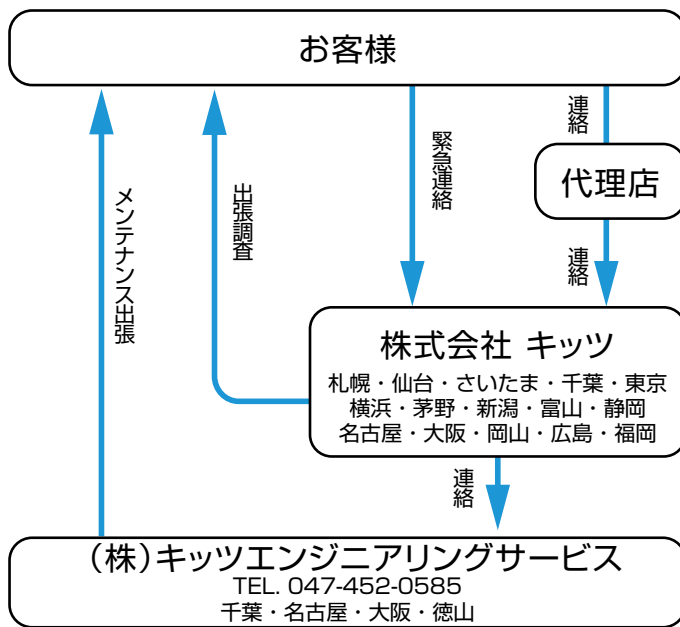 お客様
連絡
緊急連絡
代理店
出張調査
メンテナンス出張
連絡
株式会社 キッツ
札幌・仙台・さいたま・千葉・東京
横浜・茅野・新潟・富山・静岡
名古屋・大阪・岡山・広島・福岡
連絡
（株）キッツエンジニアリングサービス
TEL. 047-452-0585
千葉・名古屋・大阪・徳山